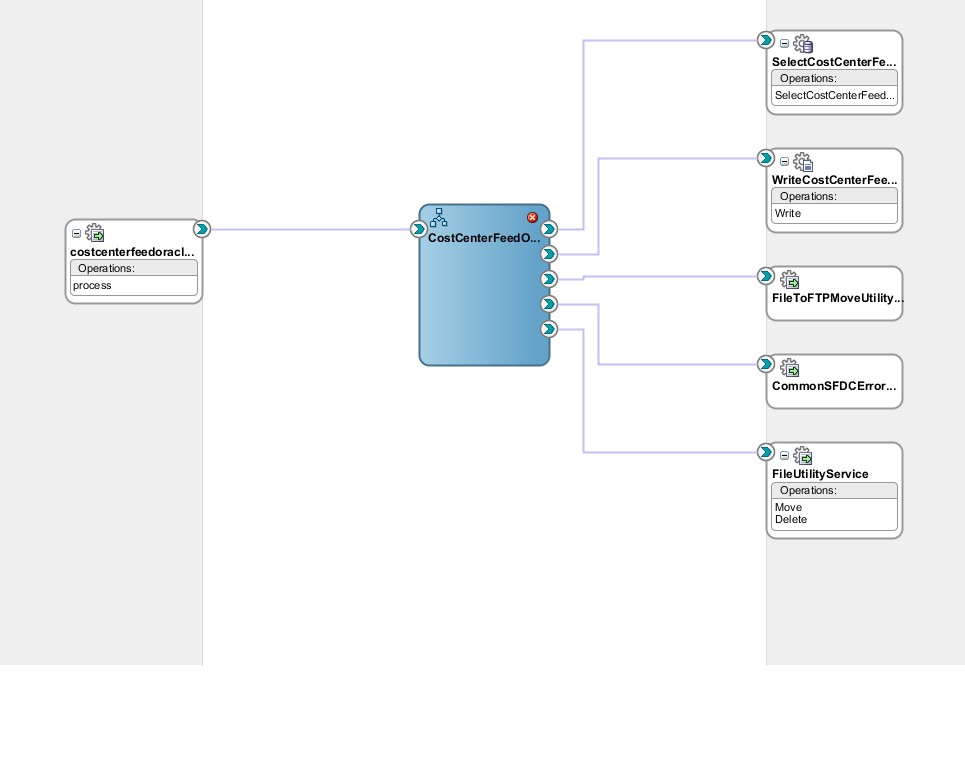 costcenterfeedoracl...
Operations:
process
CostCenterFeedO...
SelectCostCenterFe...
Operations:
SelectCostCenterFeed...
WriteCostCenterFee...
Operations:
Write
FileToFTPMoveUtility...
CommonSFDCError...
FileUtilityService
Operations:
Move
Delete